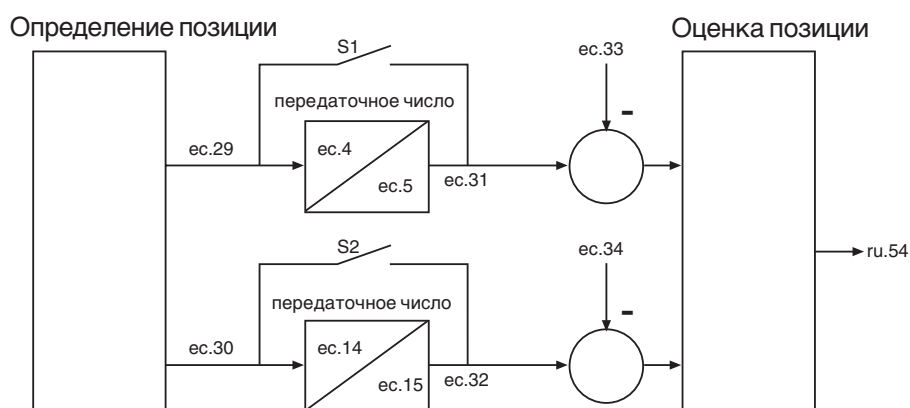 Определение позиции
Оценка позиции
S1
ec.33
передаточное число
-
ec.29
ec.4
ec.5
ec.31
ru.54
S2
ec.34
передаточное число
-
ec.30
ec.14
ec.15
ec.32